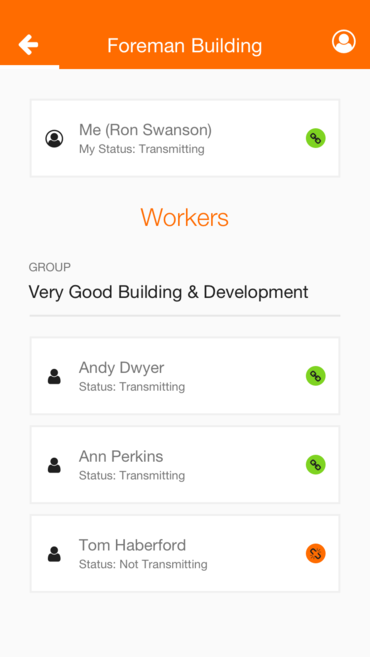 Foreman Building
Me (Ron Swanson)
My Status: Transmitting
Workers
GROUP
Very Good Building & Development
Andy Dwyer
Status: Transmitting
Ann Perkins
Status: Transmitting
Tom Haberford
Status: Not Transmitting